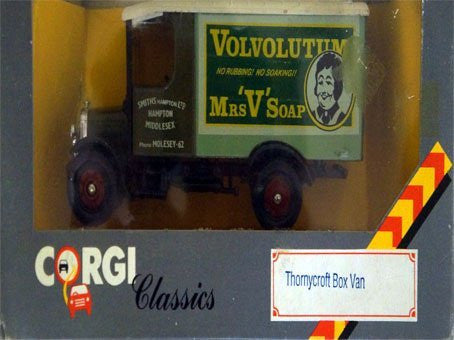 VOLVOLUTUM
NO RUBBING! NO SOAKING!!
MRS 'V' SOAP
SMITHS HAMPTON LTD
HAMPTON
MIDDLESEX
Phone MOLESEY-62
CORGI
Classics
Thornycroft Box Van